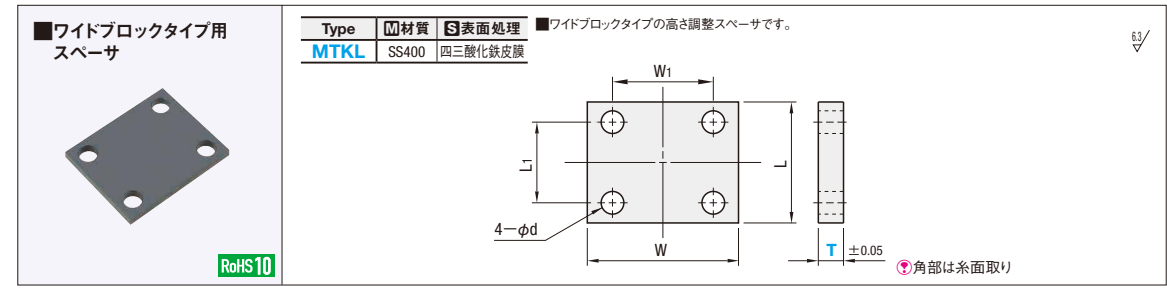 ■ワイドブロックタイプ用
スペーサ
RoHS10
Type M材質 S表面処理
MTKL SS400 四三酸化鉄皮膜
■ワイドブロックタイプの高さ調整スペーサです。
6.3
W1
L1
L
4－φd
W
T ±0.05
角部は糸面取り